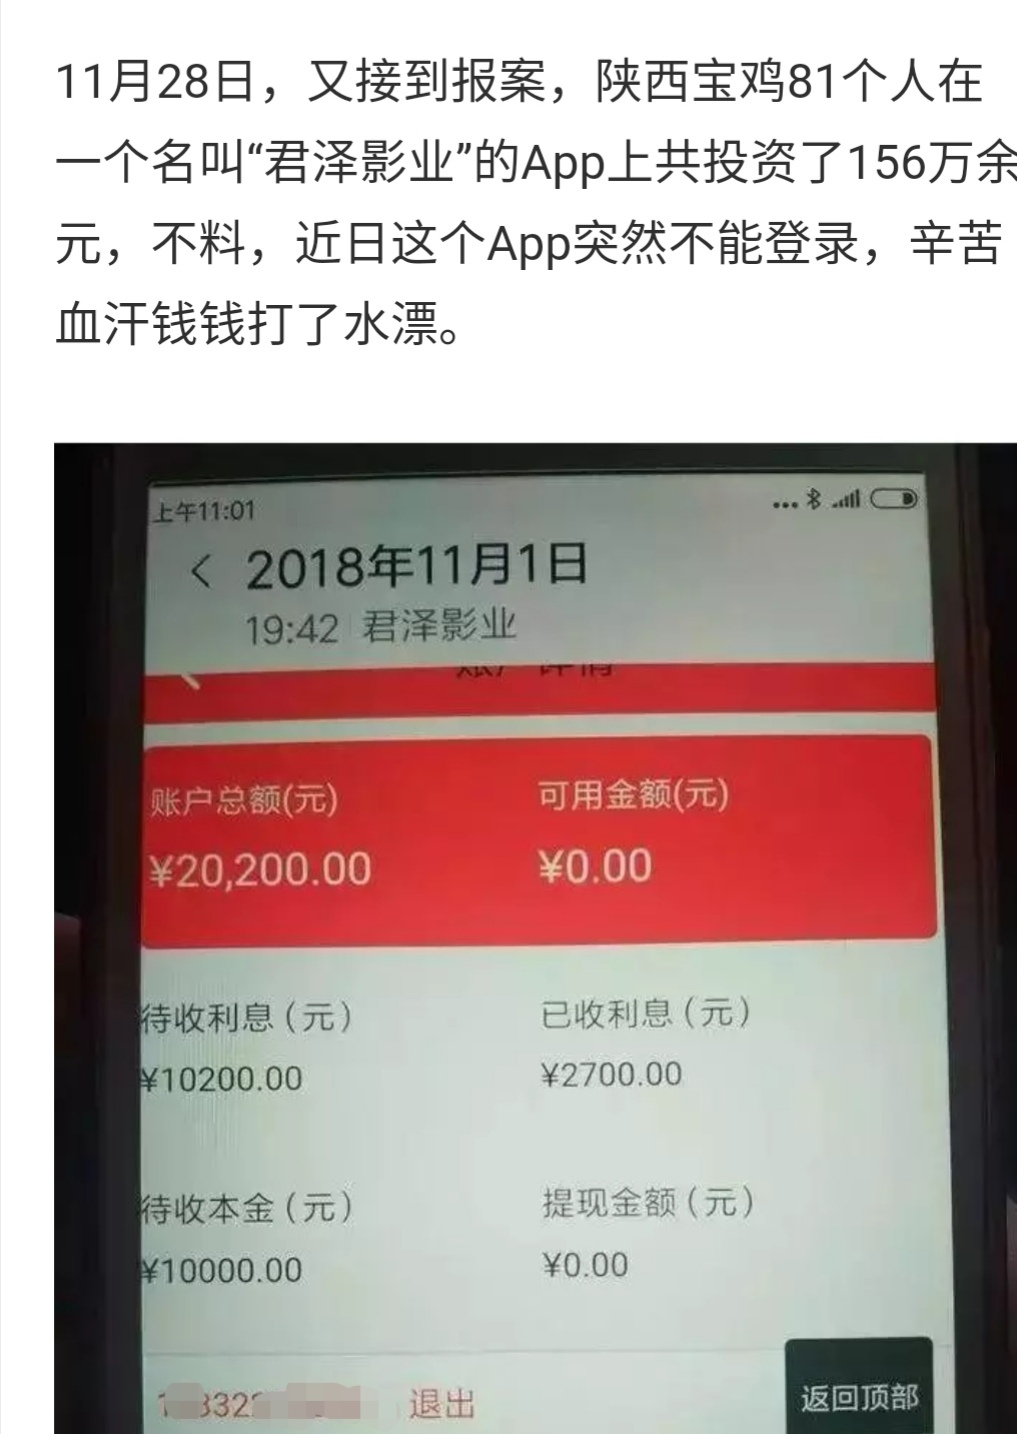 11月28日，又接到报案，陕西宝鸡81个人在
一个名叫“君泽影业”的App上共投资了156万余
元，不料，近日这个App突然不能登录，辛苦
血汗钱钱打了水漂。
上午11:01
2018年11月1日
19:42 君泽影业
账户详情
账户总额(元) 可用金额(元)
¥20,200.00 ¥0.00
待收利息（元） 已收利息（元）
¥10200.00 ¥2700.00
待收本金（元） 提现金额（元）
¥10000.00 ¥0.00
退出
返回顶部